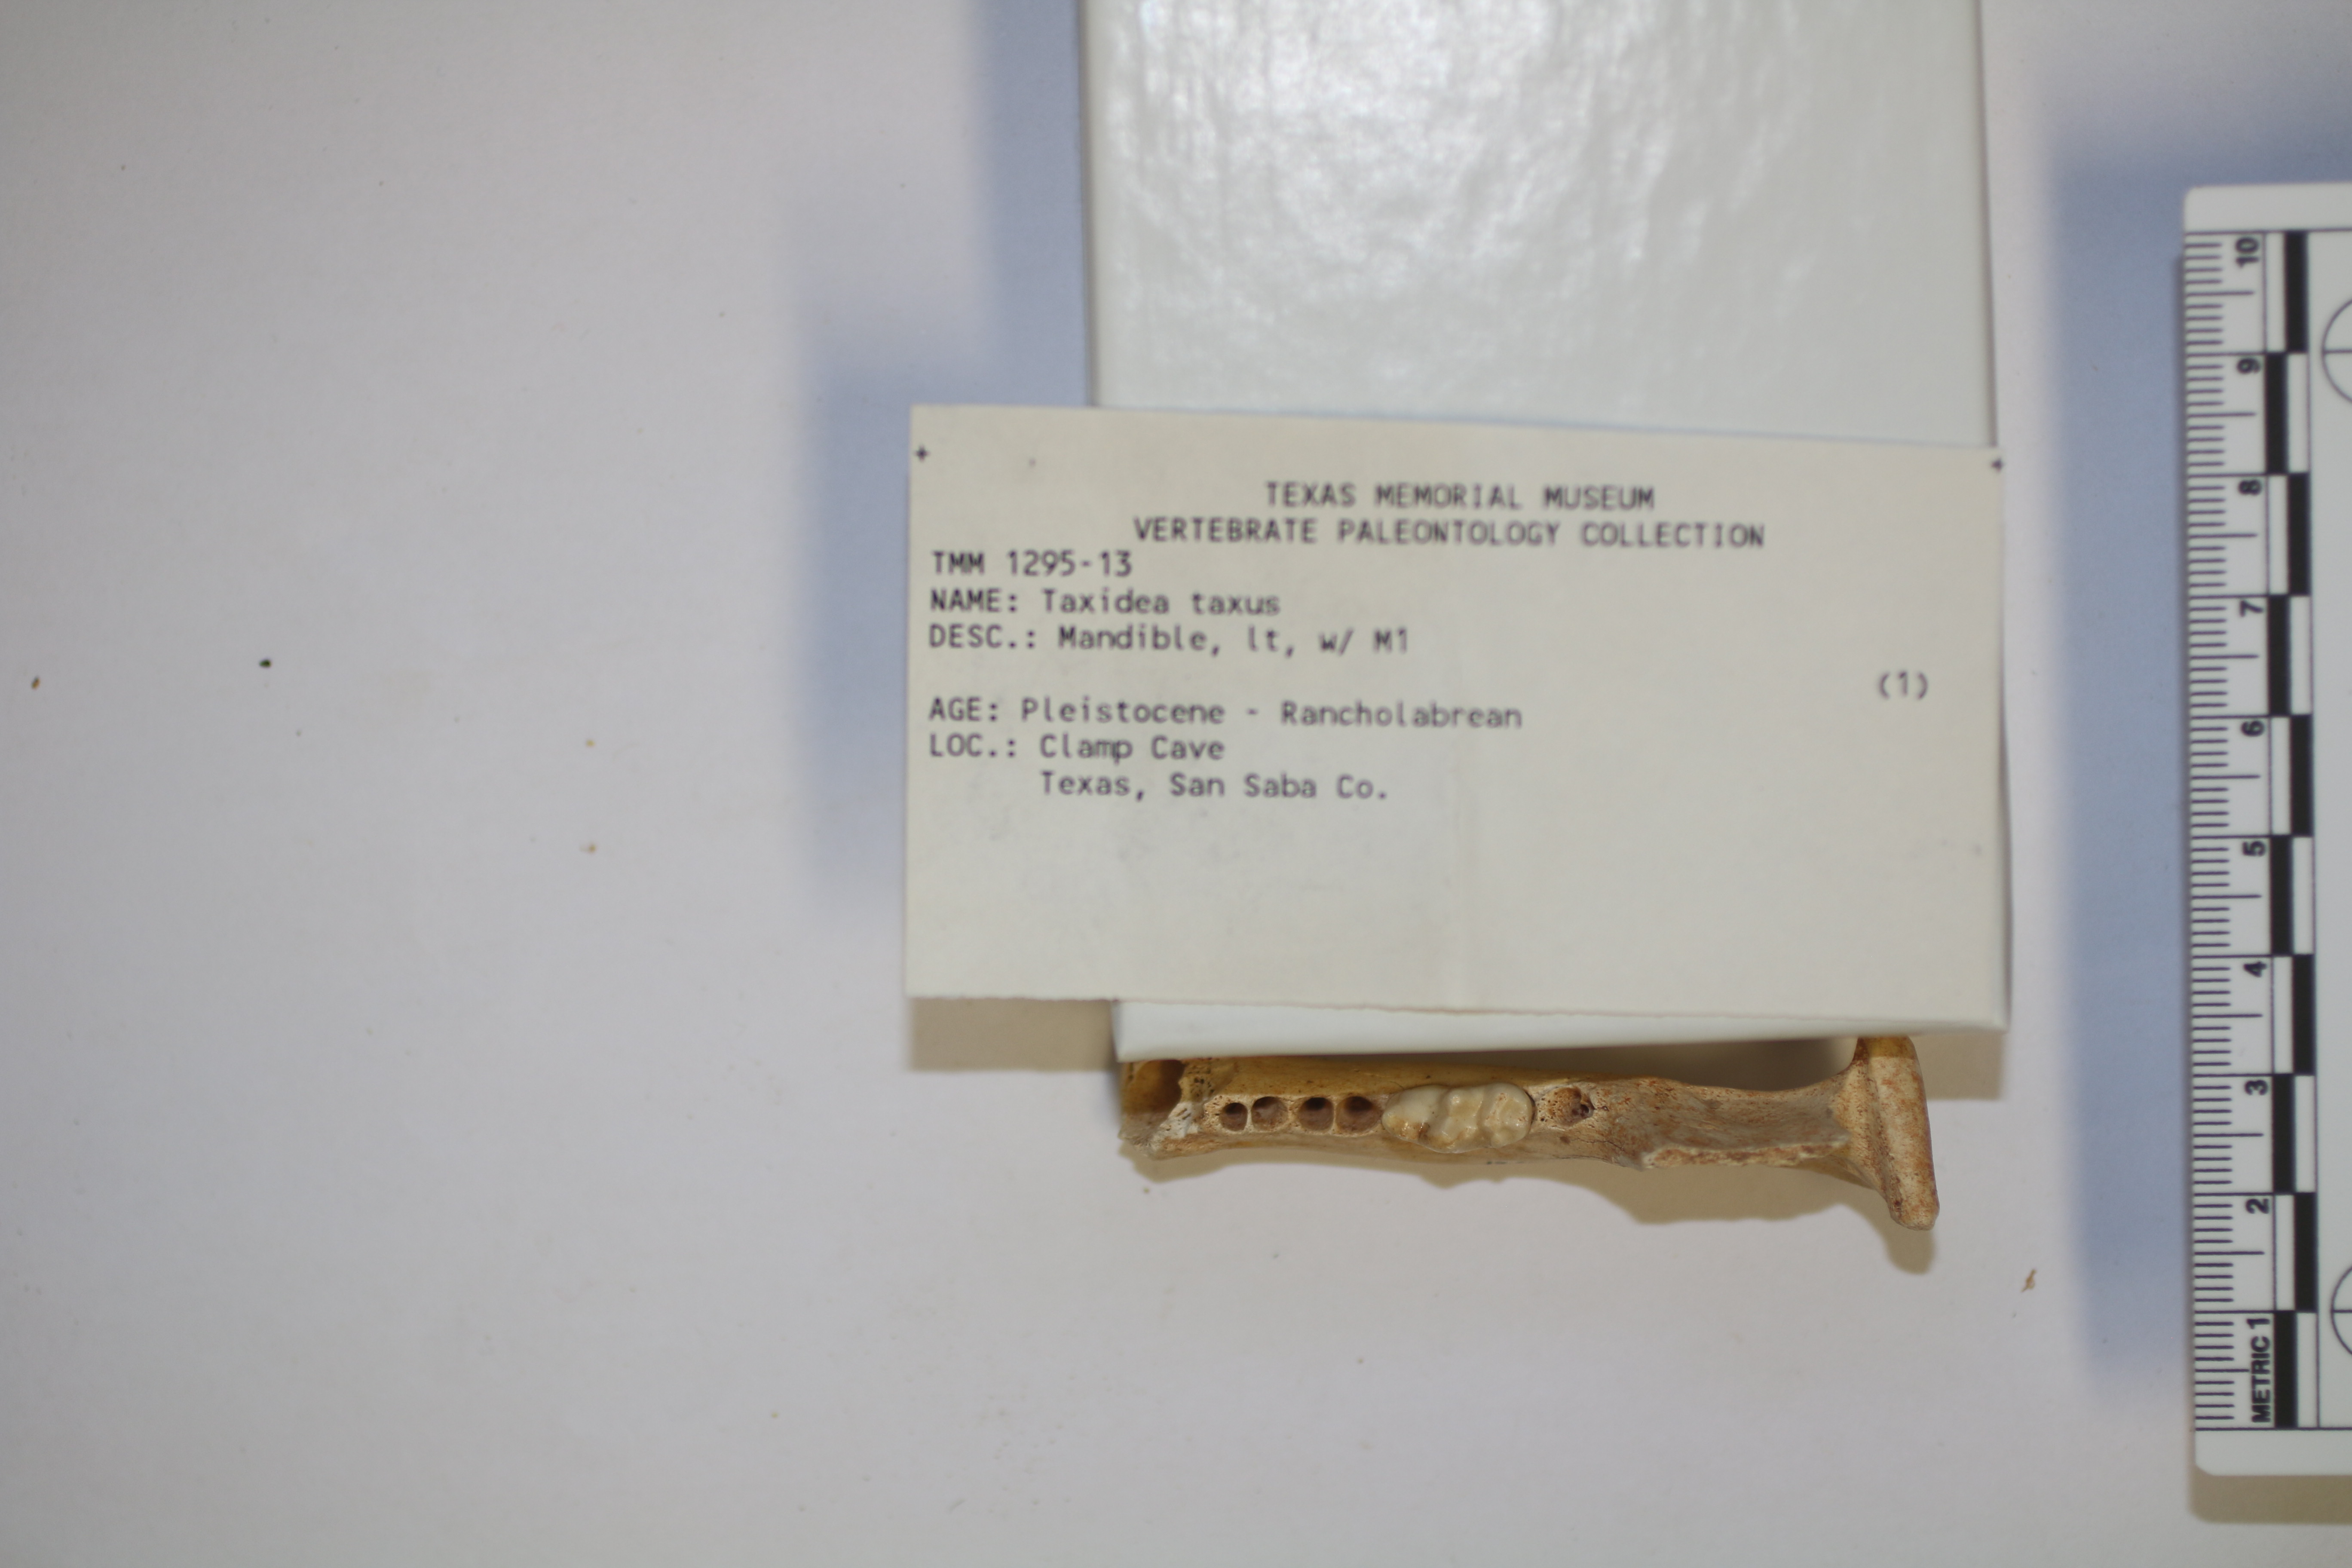 TEXAS MEMORIAL MUSEUM
VERTEBRATE PALEONTOLOGY COLLECTION
TMM 1295-13
NAME: Taxidea taxus
DESC.: Mandible, lt, w/ M1
(1)
AGE: Pleistocene - Rancholabrean
LOC.: Clamp Cave
Texas, San Saba Co.
10
9
8
7
6
5
4
3
2
METRIC 1